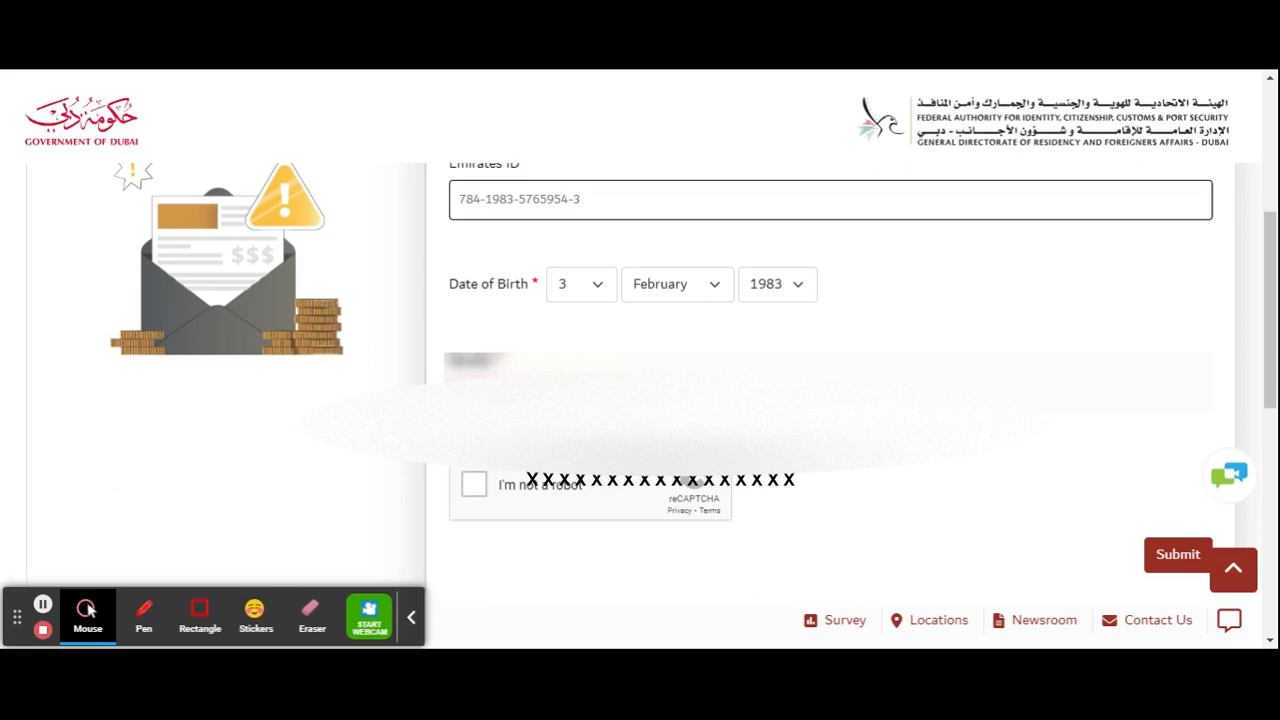 حكومة دبي
GOVERNMENT OF DUBAI
الهيئة الاتحادية للهوية والجنسية والجمارك وأمن المنافذ
FEDERAL AUTHORITY FOR IDENTITY, CITIZENSHIP, CUSTOMS & PORT SECURITY
الإدارة العامة للإقامة و شؤون الأجانب - دبي
GENERAL DIRECTORATE OF RESIDENCY AND FOREIGNERS AFFAIRS - DUBAI
Emirates ID
784-1983-5765954-3
$$$
Date of Birth * 3 February 1983
XXXXXXXXXXXXXXXXX
I'm not a robot
reCAPTCHA
Privacy - Terms
Submit
Survey Locations Newsroom Contact Us
Mouse Pen Rectangle Stickers Eraser START WEBCAM